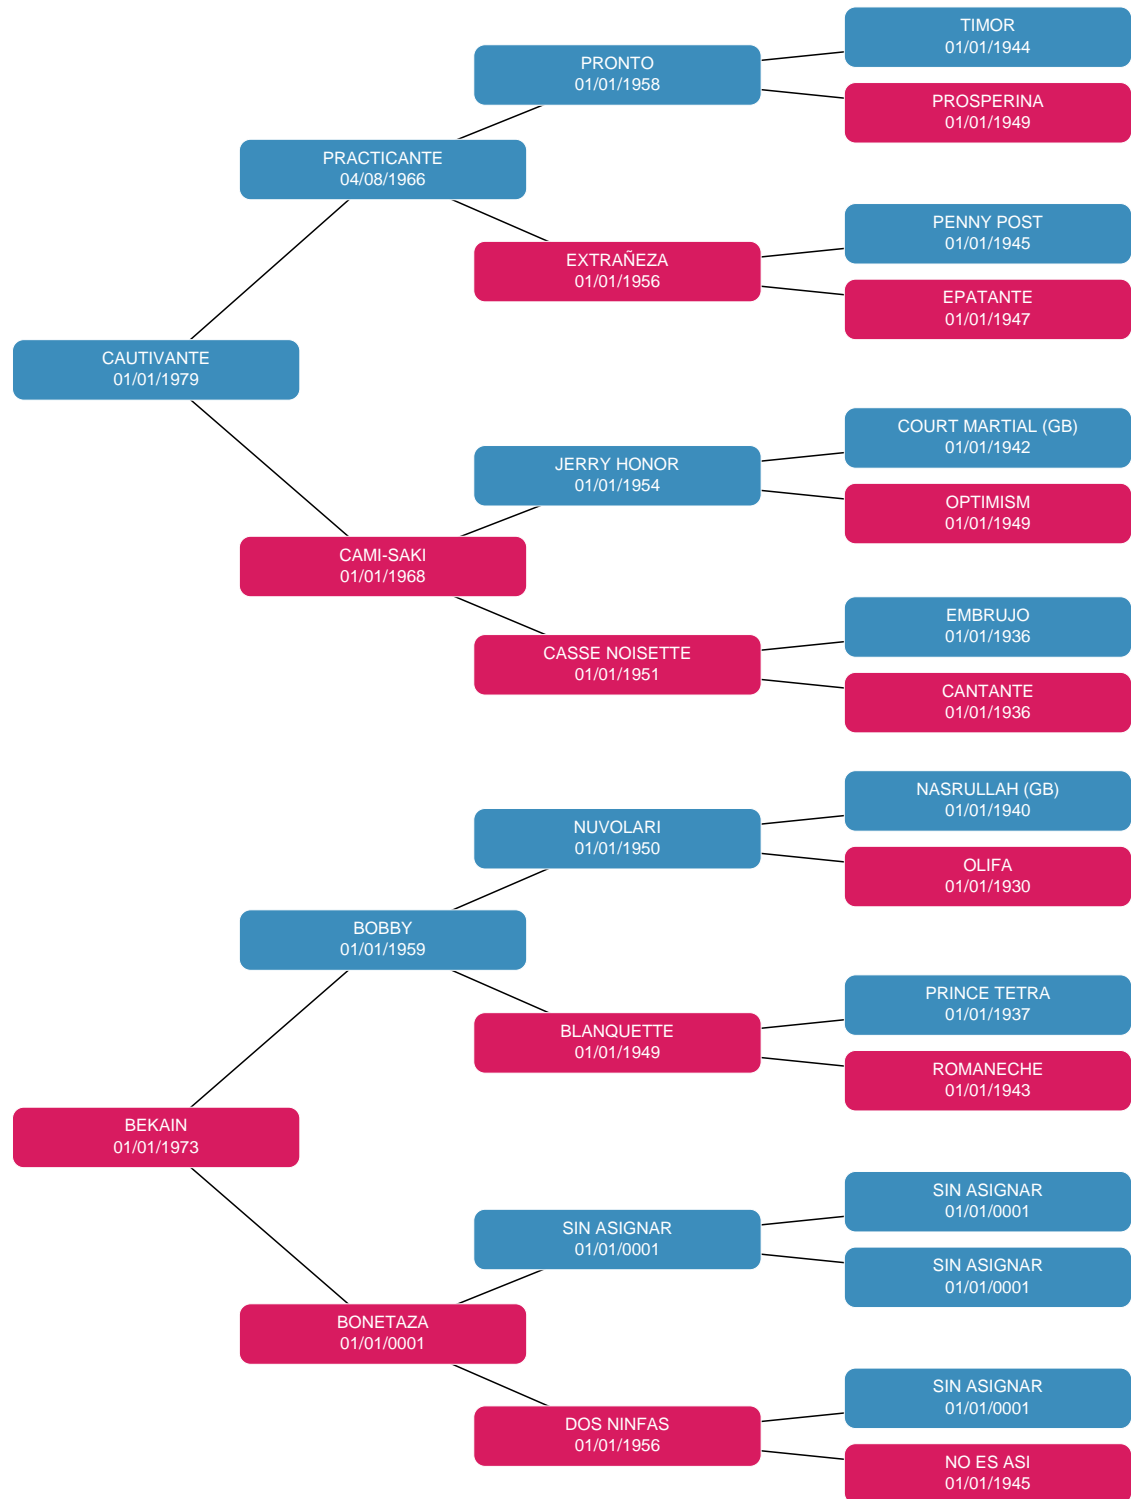 TIMOR
01/01/1944
PRONTO
01/01/1958
PROSPERINA
01/01/1949
PRACTICANTE
04/08/1966
PENNY POST
01/01/1945
EXTRAÑEZA
01/01/1956
EPATANTE
01/01/1947
CAUTIVANTE
01/01/1979
COURT MARTIAL (GB)
01/01/1942
JERRY HONOR
01/01/1954
OPTIMISM
01/01/1949
CAMI-SAKI
01/01/1968
EMBRUJO
01/01/1936
CASSE NOISETTE
01/01/1951
CANTANTE
01/01/1936
NASRULLAH (GB)
01/01/1940
NUVOLARI
01/01/1950
OLIFA
01/01/1930
BOBBY
01/01/1959
PRINCE TETRA
01/01/1937
BLANQUETTE
01/01/1949
ROMANECHE
01/01/1943
BEKAIN
01/01/1973
SIN ASIGNAR
01/01/0001
SIN ASIGNAR
01/01/0001
SIN ASIGNAR
01/01/0001
BONETAZA
01/01/0001
SIN ASIGNAR
01/01/0001
DOS NINFAS
01/01/1956
NO ES ASI
01/01/1945